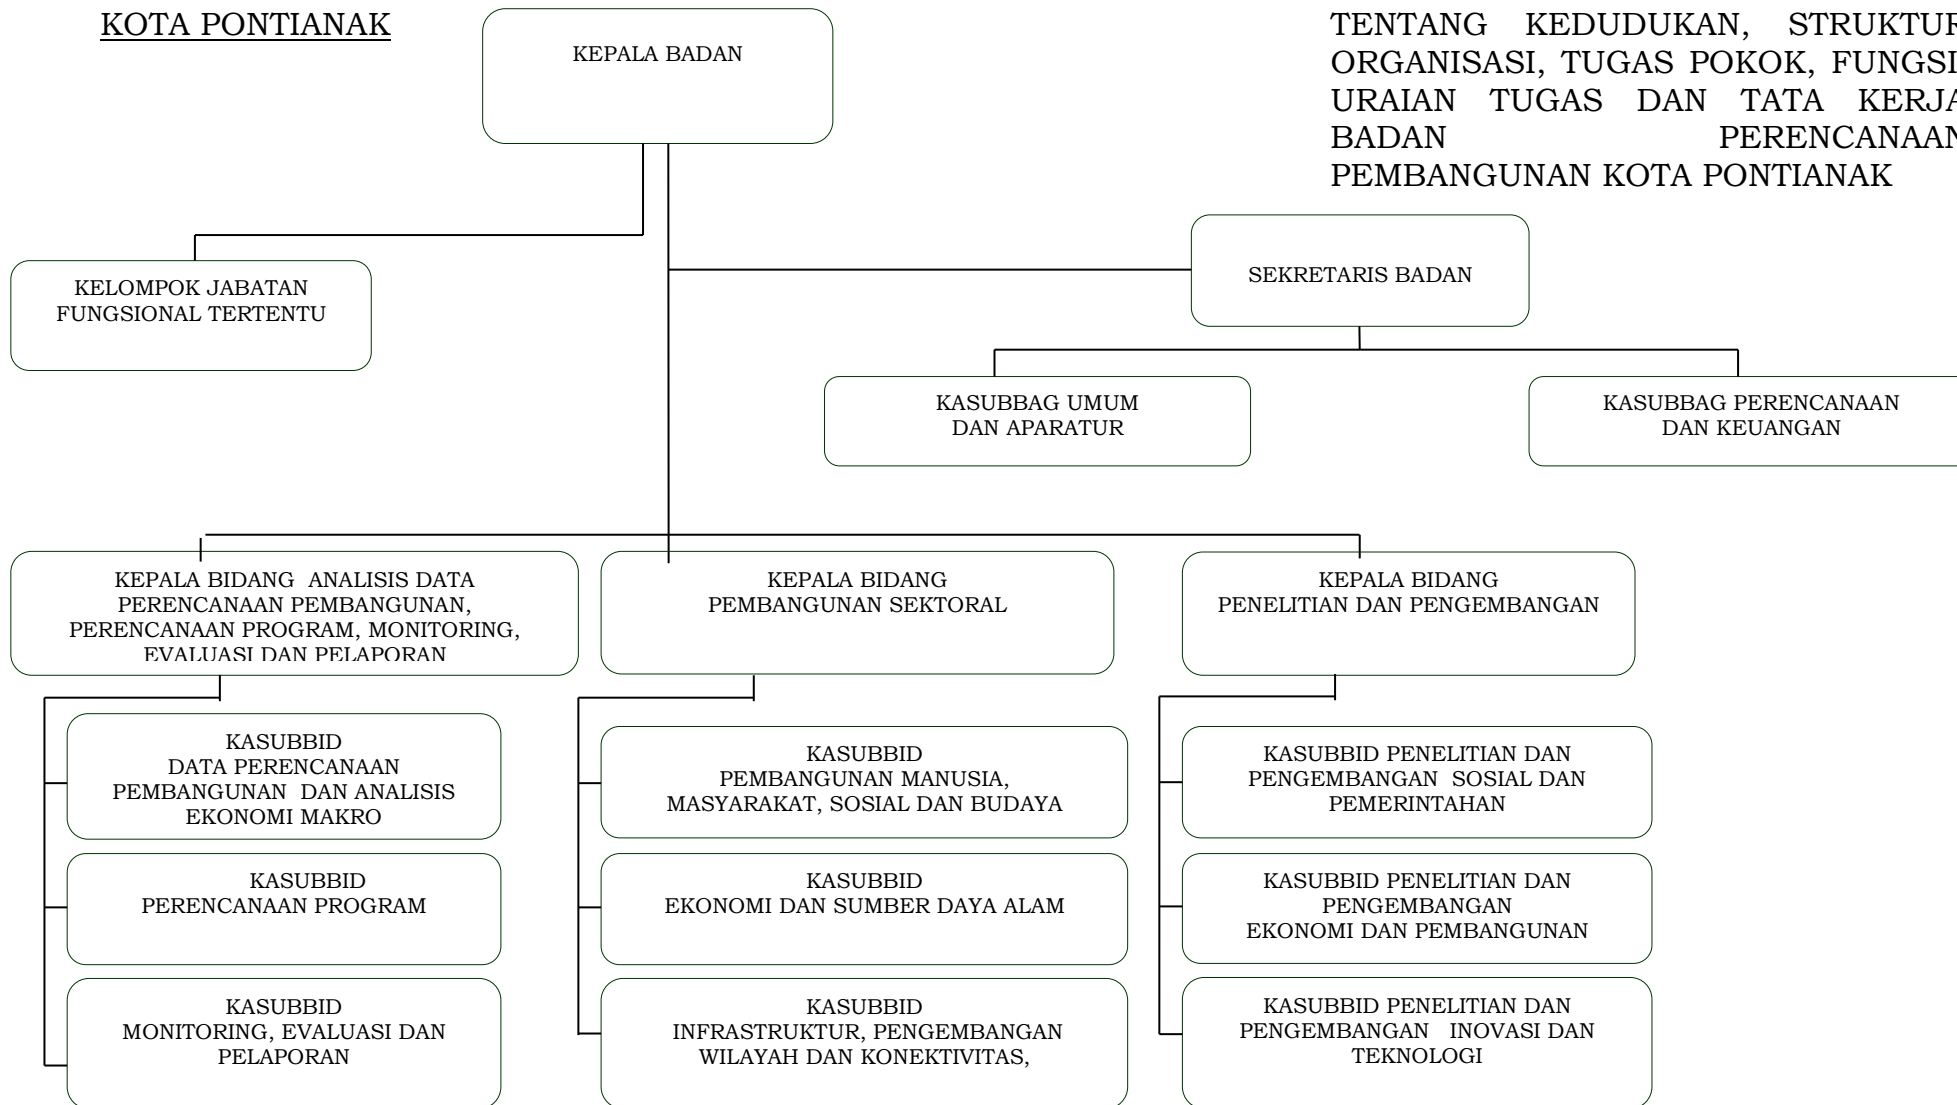 KOTA PONTIANAK
TENTANG KEDUDUKAN, STRUKTUR
ORGANISASI, TUGAS POKOK, FUNGSI,
URAIAN TUGAS DAN TATA KERJA
BADAN PERENCANAAN
PEMBANGUNAN KOTA PONTIANAK
KEPALA BADAN
KELOMPOK JABATAN
FUNGSIONAL TERTENTU
SEKRETARIS BADAN
KASUBBAG UMUM
DAN APARATUR
KASUBBAG PERENCANAAN
DAN KEUANGAN
KEPALA BIDANG ANALISIS DATA
PERENCANAAN PEMBANGUNAN,
PERENCANAAN PROGRAM, MONITORING,
EVALUASI DAN PELAPORAN
KEPALA BIDANG
PEMBANGUNAN SEKTORAL
KEPALA BIDANG
PENELITIAN DAN PENGEMBANGAN
KASUBBID
DATA PERENCANAAN
PEMBANGUNAN DAN ANALISIS
EKONOMI MAKRO
KASUBBID
PERENCANAAN PROGRAM
KASUBBID
MONITORING, EVALUASI DAN
PELAPORAN
KASUBBID
PEMBANGUNAN MANUSIA,
MASYARAKAT, SOSIAL DAN BUDAYA
KASUBBID
EKONOMI DAN SUMBER DAYA ALAM
KASUBBID
INFRASTRUKTUR, PENGEMBANGAN
WILAYAH DAN KONEKTIVITAS,
KASUBBID PENELITIAN DAN
PENGEMBANGAN SOSIAL DAN
PEMERINTAHAN
KASUBBID PENELITIAN DAN
PENGEMBANGAN
EKONOMI DAN PEMBANGUNAN
KASUBBID PENELITIAN DAN
PENGEMBANGAN INOVASI DAN
TEKNOLOGI